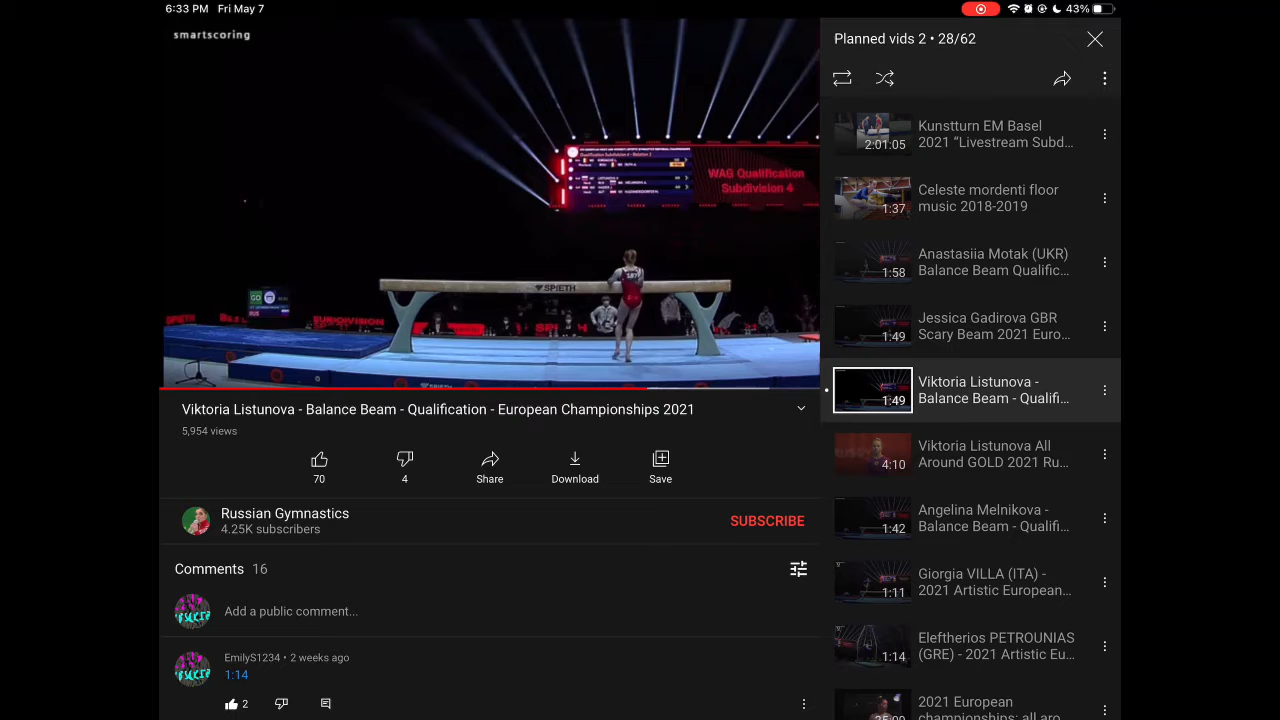 6:33 PM Fri May 7
43%
smartscoring
WAG Qualification
Subdivision 4
SPIETH
GO
SUBDIVISION
Viktoria Listunova - Balance Beam - Qualification - European Championships 2021
5,954 views
70
4
Share
Download
Save
Russian Gymnastics
4.25K subscribers
SUBSCRIBE
Comments 16
Add a public comment...
EmilyS1234 • 2 weeks ago
1:14
2
Planned vids 2 • 28/62
2:01:05
Kunstturn EM Basel
2021 “Livestream Subd...
1:37
Celeste mordenti floor
music 2018-2019
1:58
Anastasiia Motak (UKR)
Balance Beam Qualific...
1:49
Jessica Gadirova GBR
Scary Beam 2021 Euro...
1:49
Viktoria Listunova -
Balance Beam - Qualifi...
4:10
Viktoria Listunova All
Around GOLD 2021 Ru...
1:42
Angelina Melnikova -
Balance Beam - Qualifi...
1:11
Giorgia VILLA (ITA) -
2021 Artistic European...
1:14
Eleftherios PETROUNIAS
(GRE) - 2021 Artistic Eu...
2021 European
championships: all aro...